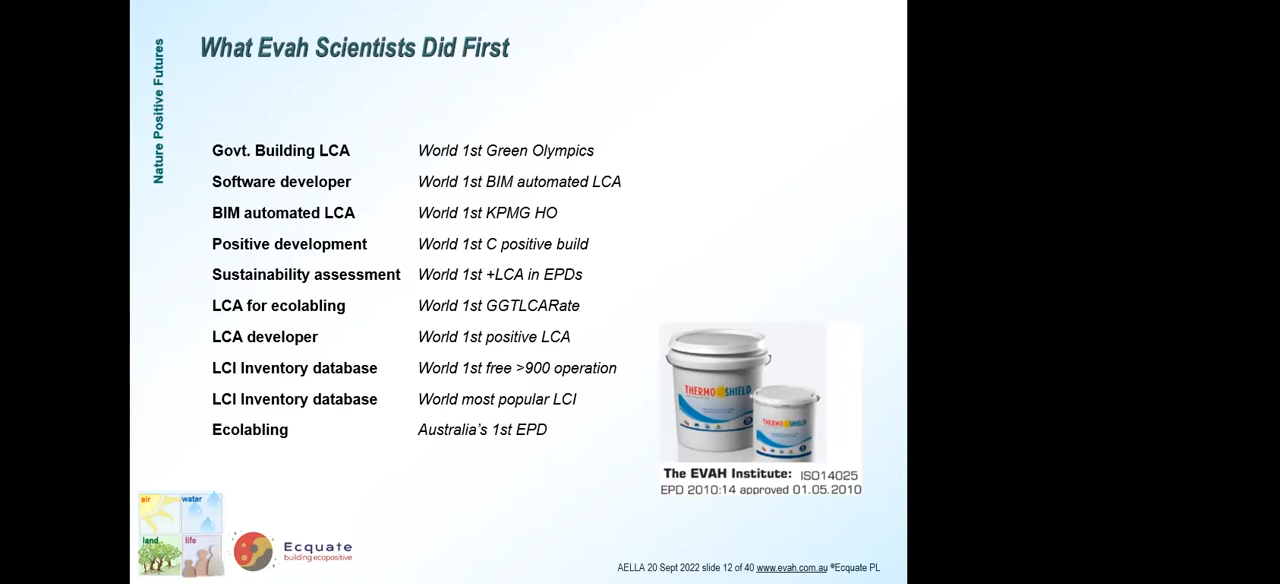 What Evah Scientists Did First
Nature Positive Futures
Govt. Building LCA World 1st Green Olympics
Software developer World 1st BIM automated LCA
BIM automated LCA World 1st KPMG HO
Positive development World 1st C positive build
Sustainability assessment World 1st +LCA in EPDs
LCA for ecolabling World 1st GGTLCARate
LCA developer World 1st positive LCA
LCI Inventory database World 1st free >900 operation
LCI Inventory database World most popular LCI
Ecolabling Australia's 1st EPD
THERMO SHIELD
THERMO SHIELD
The EVAH Institute: ISO14025
EPD 2010:14 approved 01.05.2010
air water
land life
Ecquate
building ecopositive
AELLA 20 Sept 2022 slide 12 of 40 www.evah.com.au ®Ecquate PL